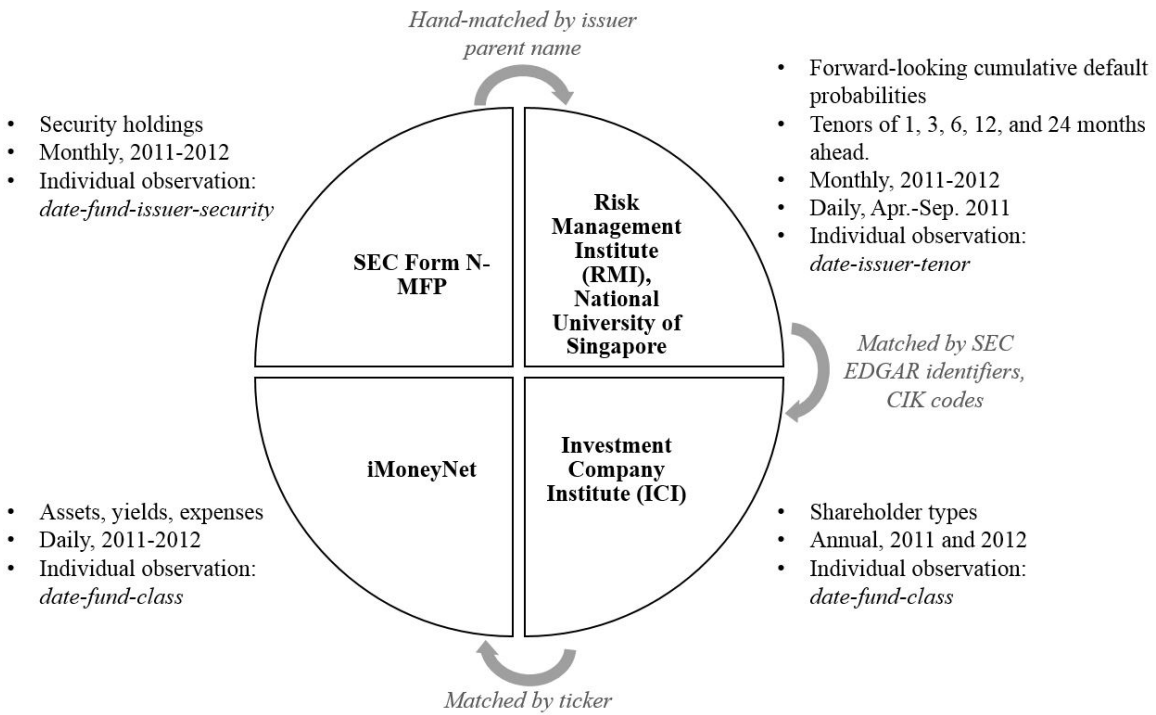 Hand-matched by issuer
parent name
• Security holdings
• Monthly, 2011-2012
• Individual observation:
date-fund-issuer-security
• Forward-looking cumulative default
probabilities
• Tenors of 1, 3, 6, 12, and 24 months
ahead.
• Monthly, 2011-2012
• Daily, Apr.-Sep. 2011
• Individual observation:
date-issuer-tenor
SEC Form N-
MFP
Risk
Management
Institute
(RMI),
National
University of
Singapore
Matched by SEC
EDGAR identifiers,
CIK codes
iMoneyNet
Investment
Company
Institute (ICI)
• Assets, yields, expenses
• Daily, 2011-2012
• Individual observation:
date-fund-class
• Shareholder types
• Annual, 2011 and 2012
• Individual observation:
date-fund-class
Matched by ticker